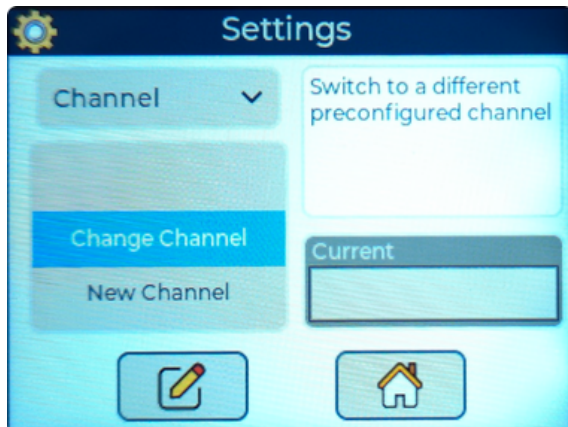 Settings
Channel
Switch to a different
preconfigured channel
Change Channel
New Channel
Current